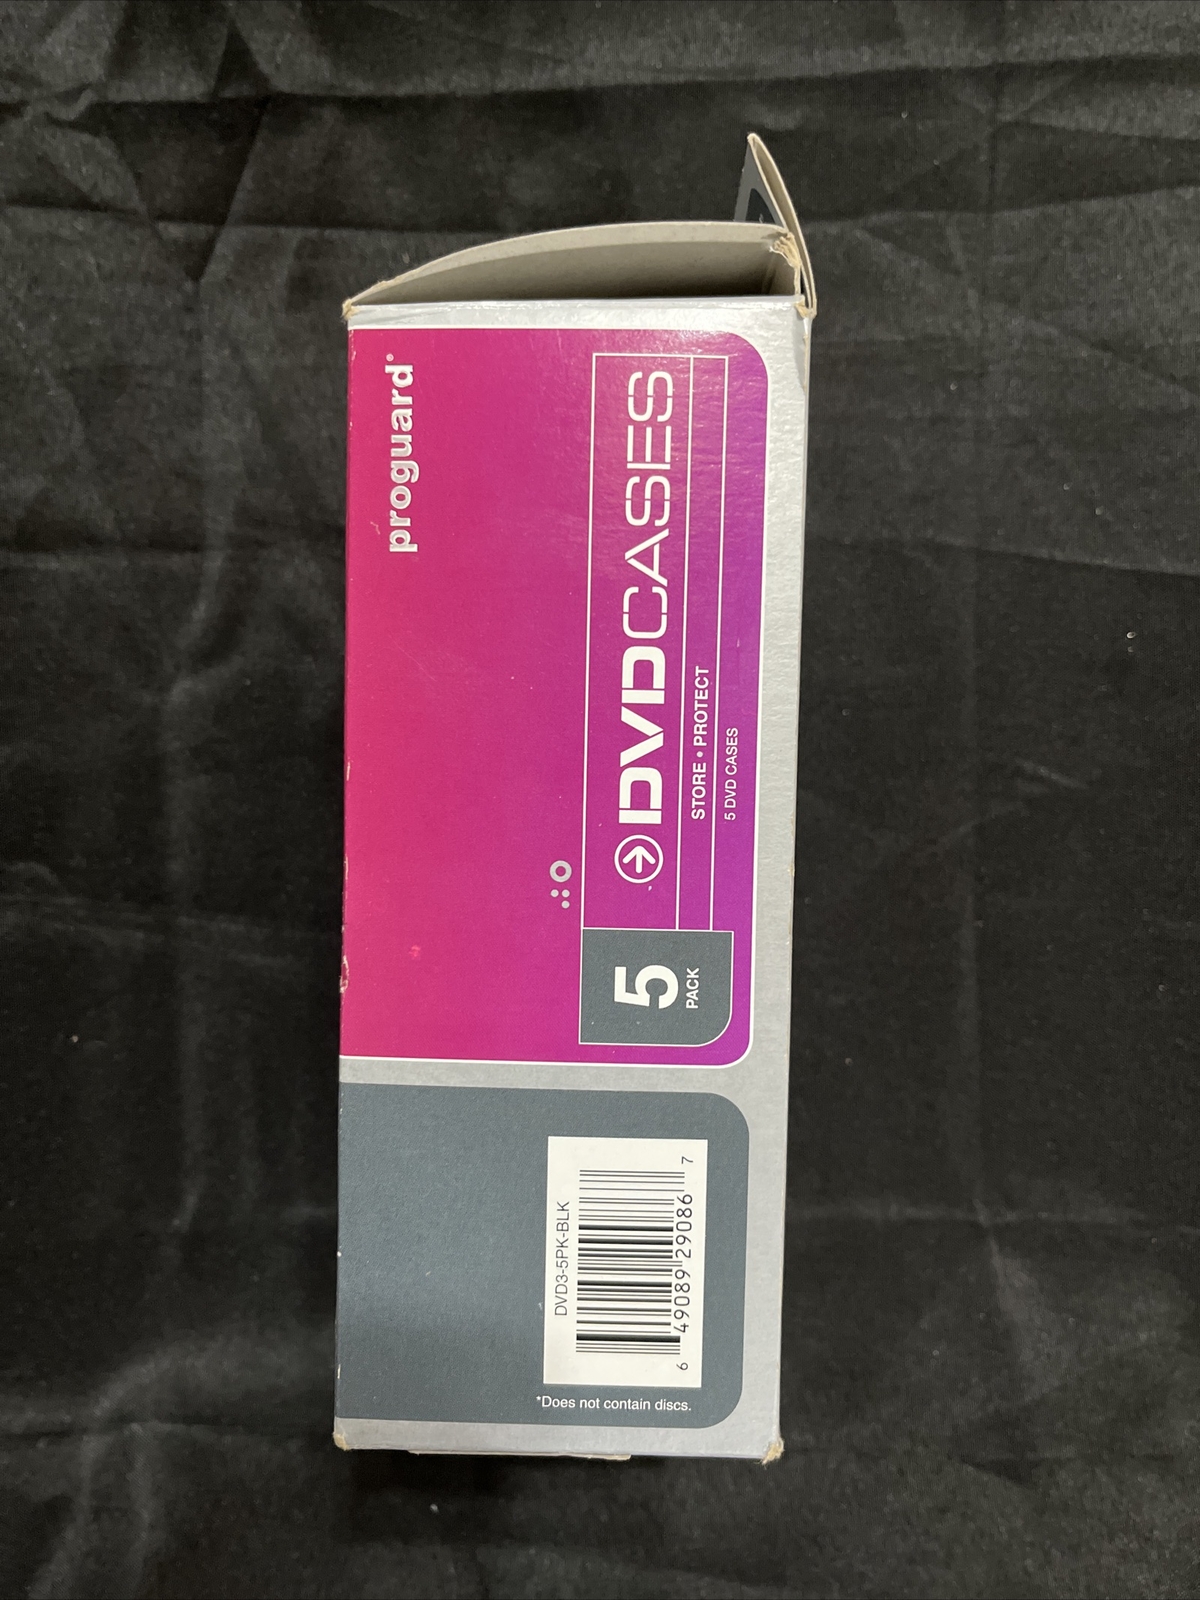 proguard®
DVDCASES
STORE • PROTECT
5 DVD CASES
5
PACK
DVD3-5PK-BLK
6 49089 29086 7
*Does not contain discs.